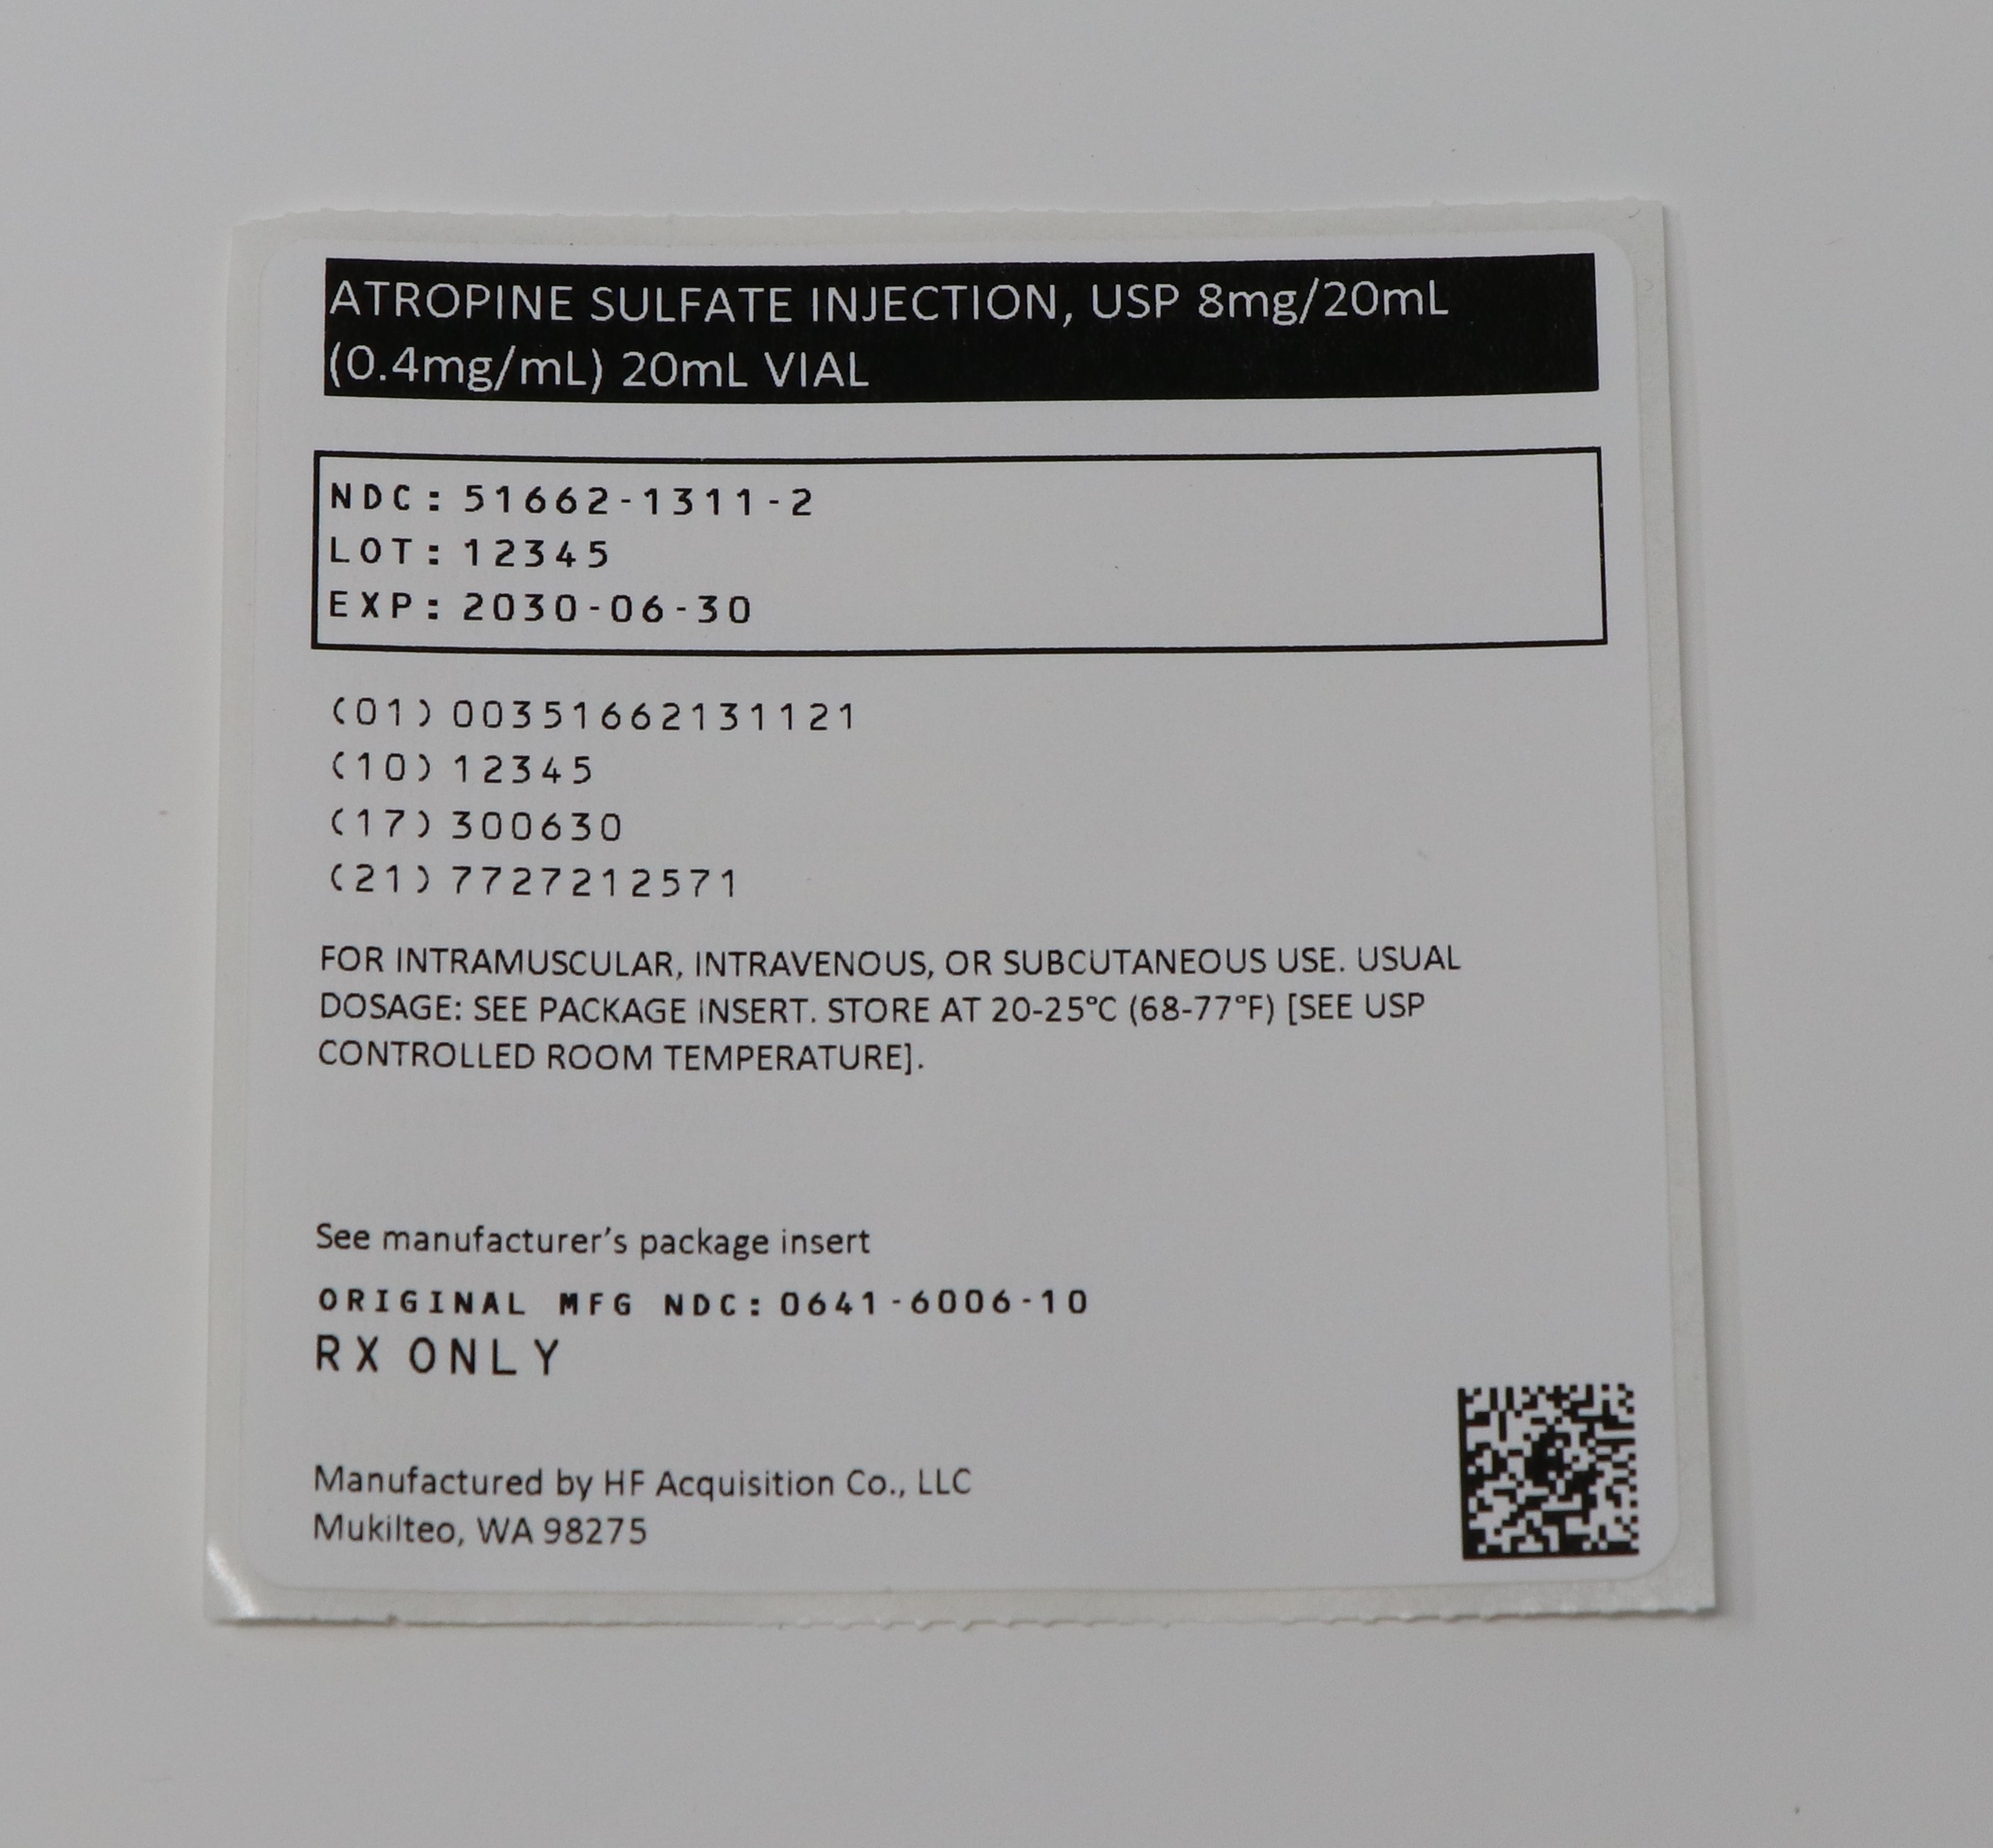 ATROPINE SULFATE INJECTION, USP 8mg/20mL
(0.4mg/mL) 20mL VIAL
NDC: 51662-1311-2
LOT: 12345
EXP: 2030-06-30
(01) 00351662131121
(10) 12345
(17) 300630
(21) 7727212571
FOR INTRAMUSCULAR, INTRAVENOUS, OR SUBCUTANEOUS USE. USUAL
DOSAGE: SEE PACKAGE INSERT. STORE AT 20-25°C (68-77°F) [SEE USP
CONTROLLED ROOM TEMPERATURE].
See manufacturer's package insert
ORIGINAL MFG NDC: 0641-6006-10
RX ONLY
Manufactured by HF Acquisition Co., LLC
Mukilteo, WA 98275